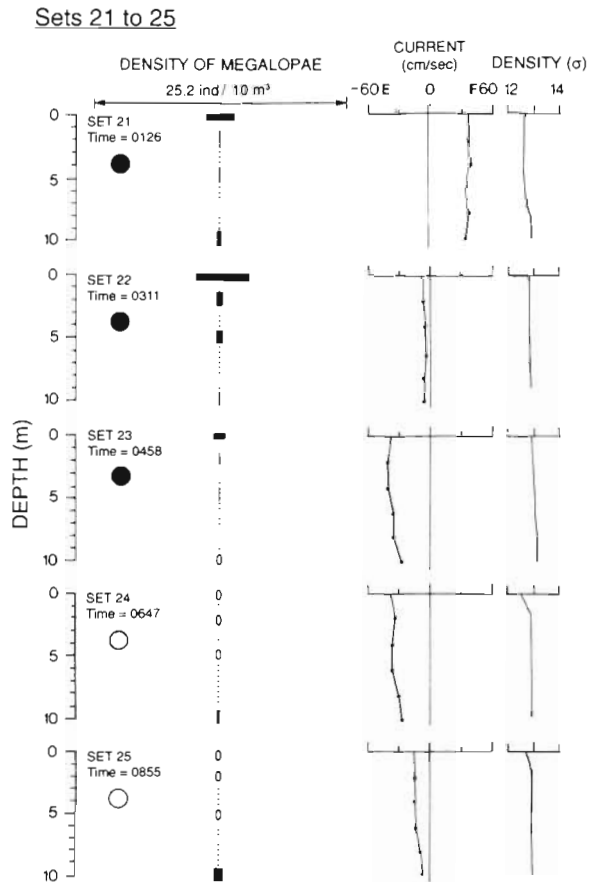 Sets 21 to 25
DENSITY OF MEGALOPAE
25.2 ind / 10 m³
CURRENT
(cm/sec)
DENSITY (σ)
-60 E 0 F 60
12 14
SET 21
Time = 0126
0
5
10
SET 22
Time = 0311
0
5
10
SET 23
Time = 0458
0
5
10
SET 24
Time = 0647
0
5
10
SET 25
Time = 0855
0
5
10
DEPTH (m)
0
0
0
0
0
0
0